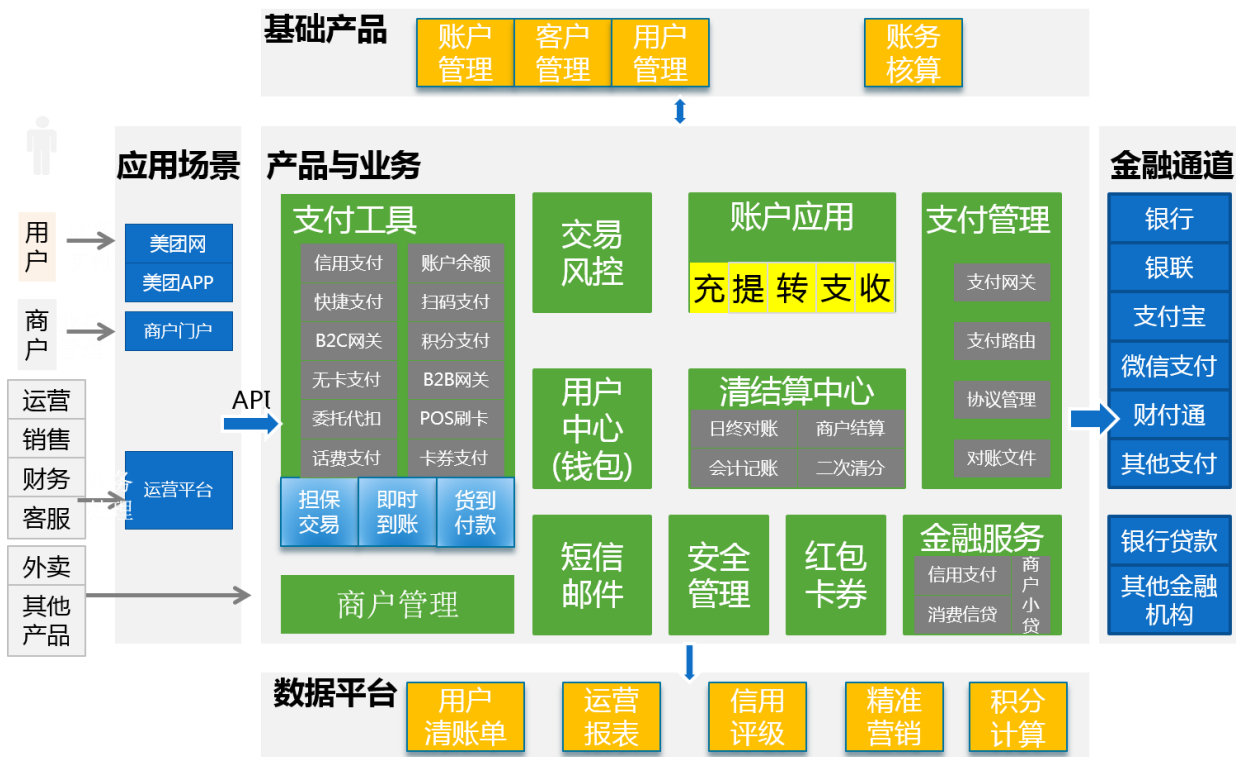 基础产品
账户
管理
客户
管理
用户
管理
账务
核算
应用场景
用
户
商
户
运营
销售
财务
客服
外卖
其他
产品
美团网
美团APP
商户门户
务
理
运营平台
API
产品与业务
支付工具
信用支付
账户余额
快捷支付
扫码支付
B2C网关
积分支付
无卡支付
B2B网关
委托代扣
POS刷卡
话费支付
卡券支付
担保
交易
即时
到账
货到
付款
商户管理
交易
风控
账户应用
充 提 转 支 收
支付管理
支付网关
支付路由
协议管理
对账文件
用户
中心
(钱包)
清结算中心
日终对账
商户结算
会计记账
二次清分
短信
邮件
安全
管理
红包
卡券
金融服务
信用支付
消费信贷
商
户
小
贷
金融通道
银行
银联
支付宝
微信支付
财付通
其他支付
银行贷款
其他金融
机构
数据平台
用户
清账单
运营
报表
信用
评级
精准
营销
积分
计算